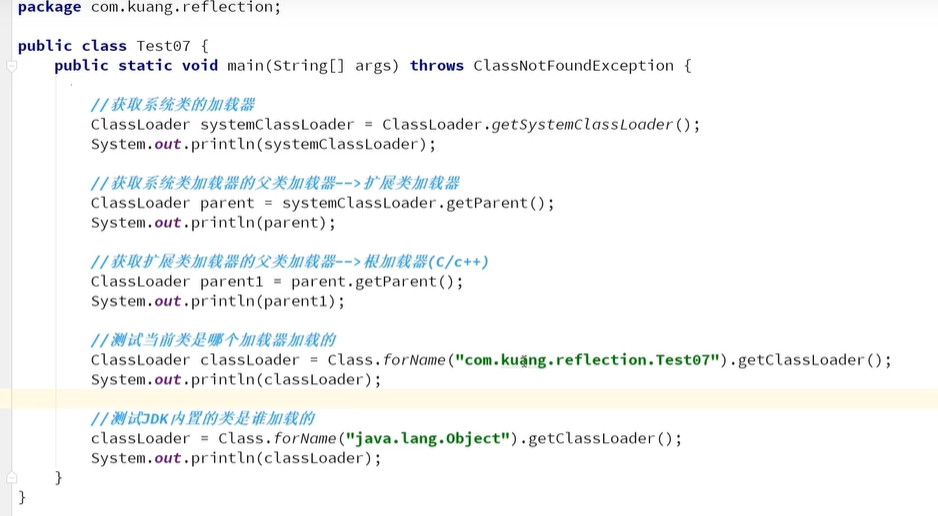 package com.kuang.reflection;
public class Test07 {
public static void main(String[] args) throws ClassNotFoundException {
//获取系统类的加载器
ClassLoader systemClassLoader = ClassLoader.getSystemClassLoader();
System.out.println(systemClassLoader);
//获取系统类加载器的父类加载器-->扩展类加载器
ClassLoader parent = systemClassLoader.getParent();
System.out.println(parent);
//获取扩展类加载器的父类加载器-->根加载器(C/c++)
ClassLoader parent1 = parent.getParent();
System.out.println(parent1);
//测试当前类是哪个加载器加载的
ClassLoader classLoader = Class.forName("com.kuang.reflection.Test07").getClassLoader();
System.out.println(classLoader);
//测试JDK内置的类是谁加载的
classLoader = Class.forName("java.lang.Object").getClassLoader();
System.out.println(classLoader);
}
}